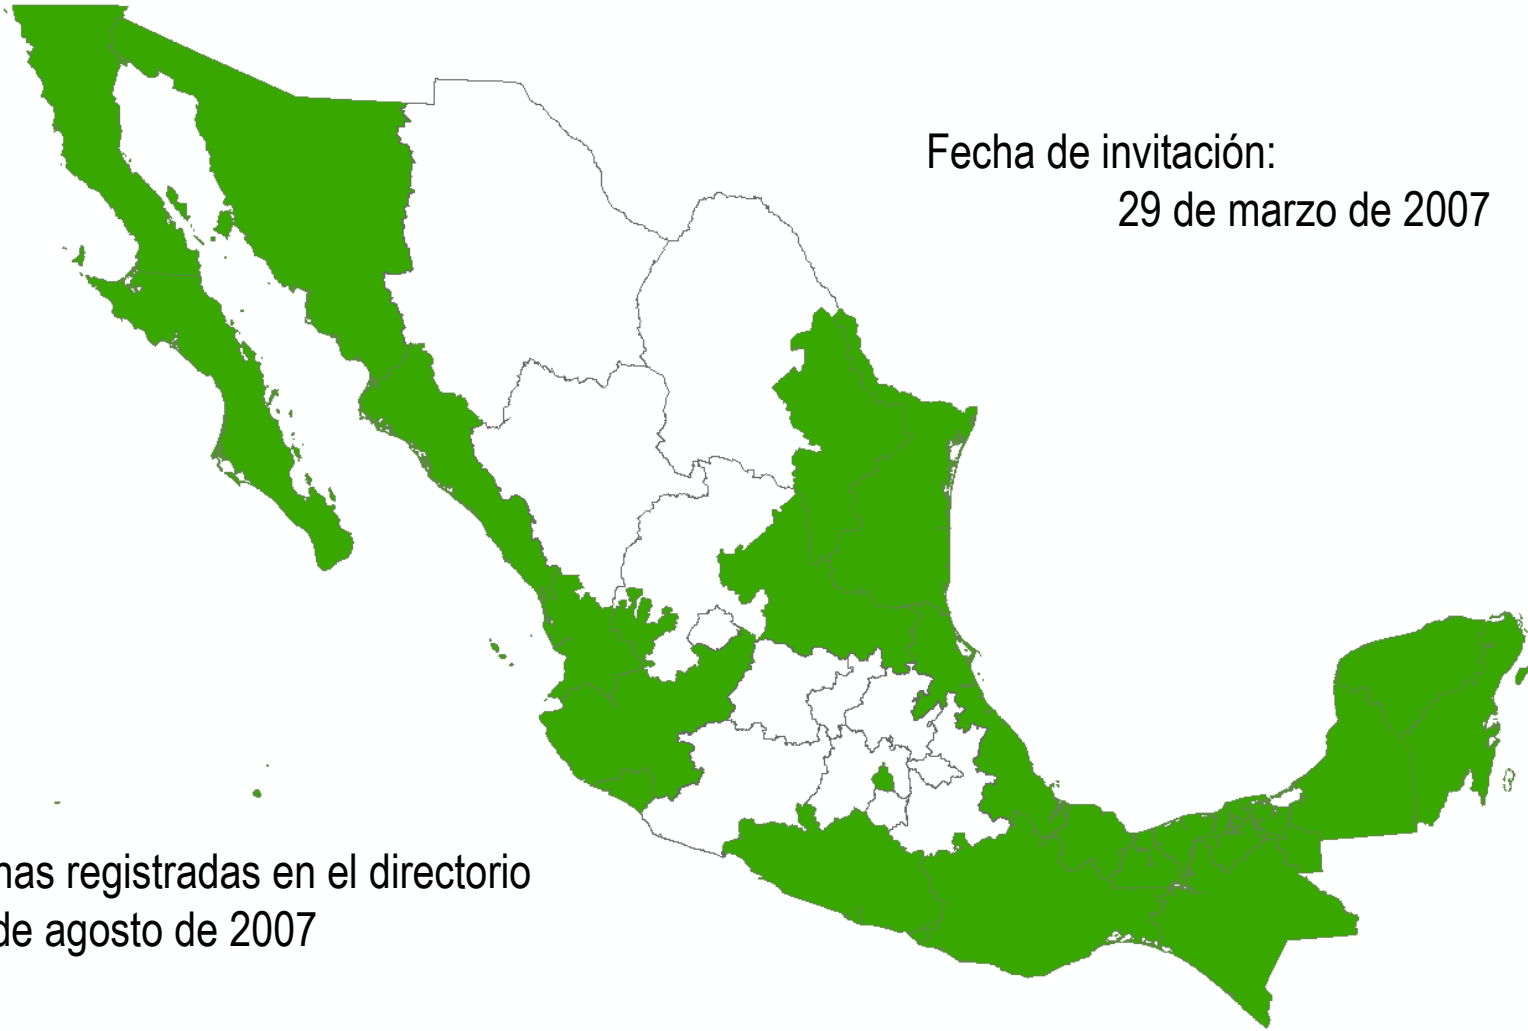 Fecha de invitación:
29 de marzo de 2007
registradas en el directorio
de agosto de 2007